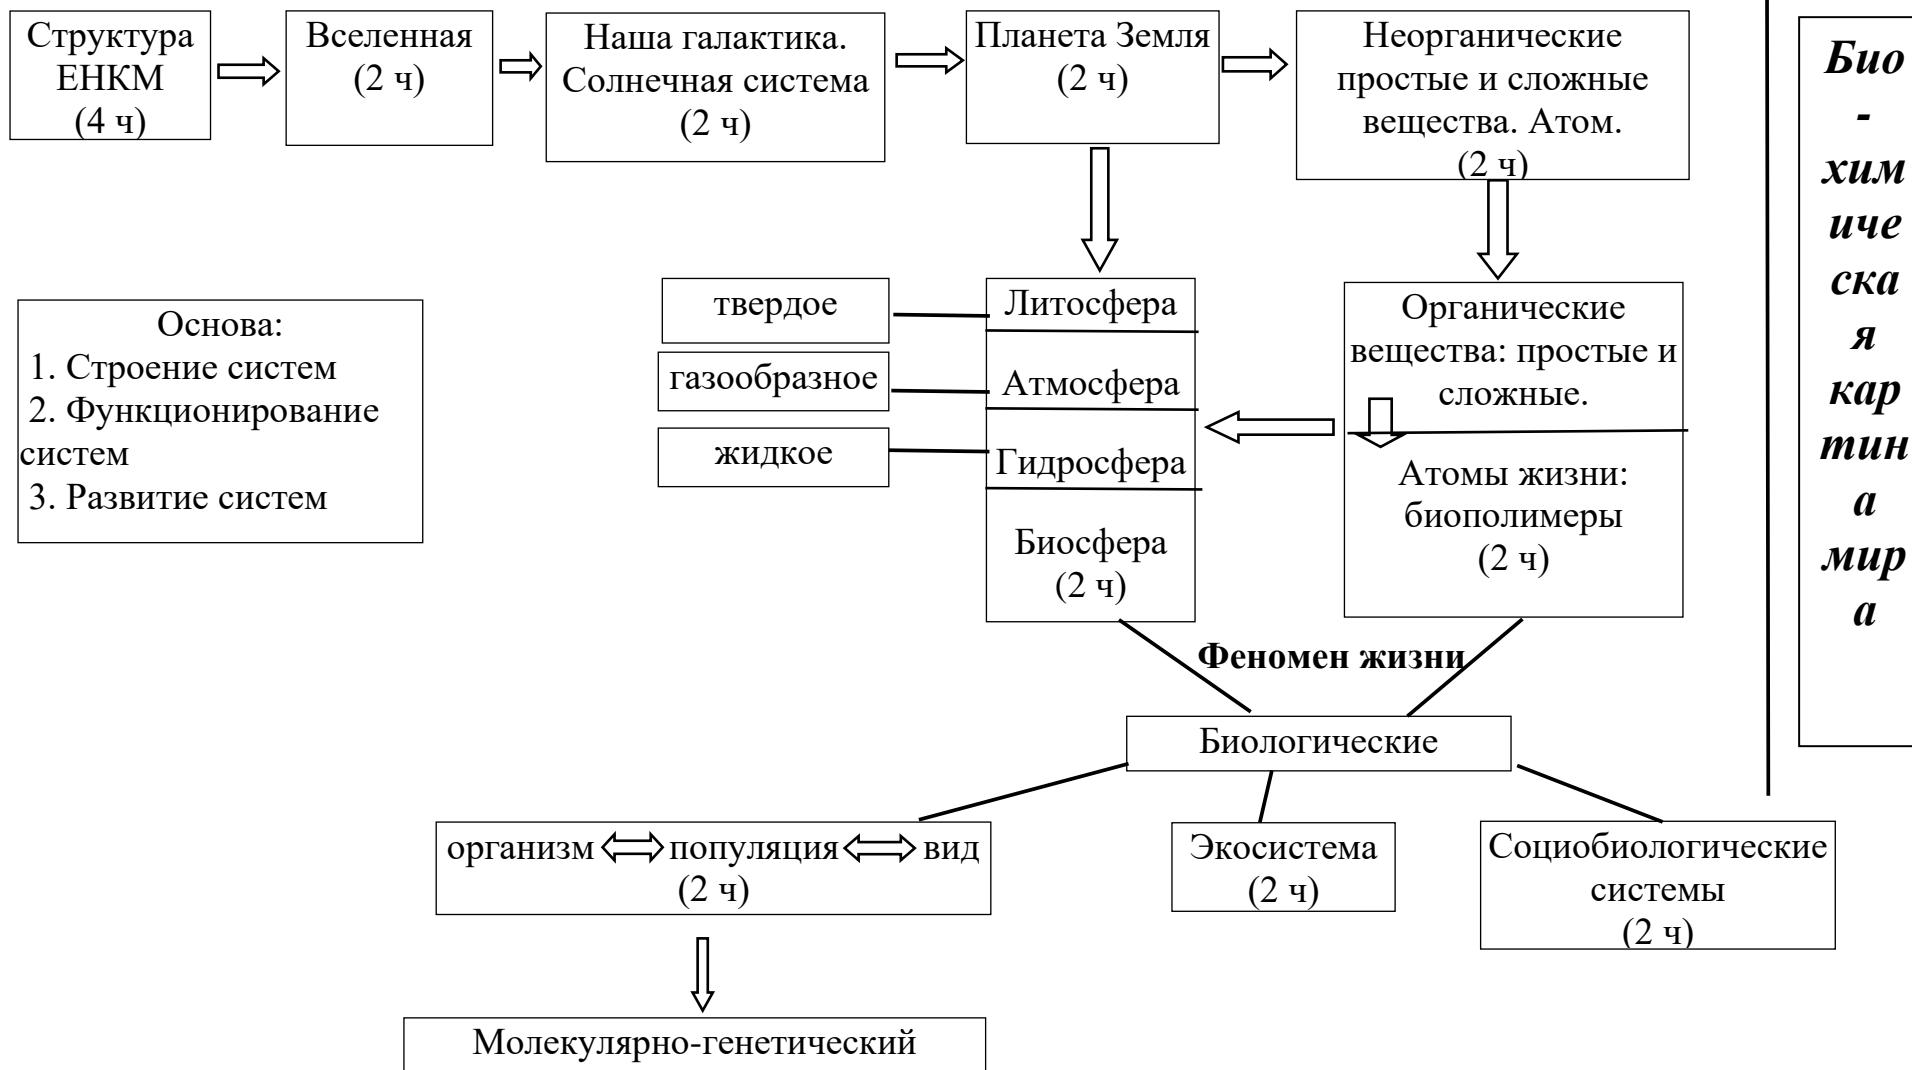 Структура
ЕНКМ
(4 ч)
Вселенная
(2 ч)
Наша галактика.
Солнечная система
(2 ч)
Планета Земля
(2 ч)
Неорганические
простые и сложные
вещества. Атом.
(2 ч)
Био
-
хим
иче
ска
я
кар
тин
а
мир
а
Основа:
1. Строение систем
2. Функционирование
систем
3. Развитие систем
твердое
газообразное
жидкое
Литосфера
Атмосфера
Гидросфера
Биосфера
(2 ч)
Органические
вещества: простые и
сложные.
Атомы жизни:
биополимеры
(2 ч)
Феномен жизни
Биологические
организм популяция вид
(2 ч)
Экосистема
(2 ч)
Социобиологические
системы
(2 ч)
Молекулярно-генетический